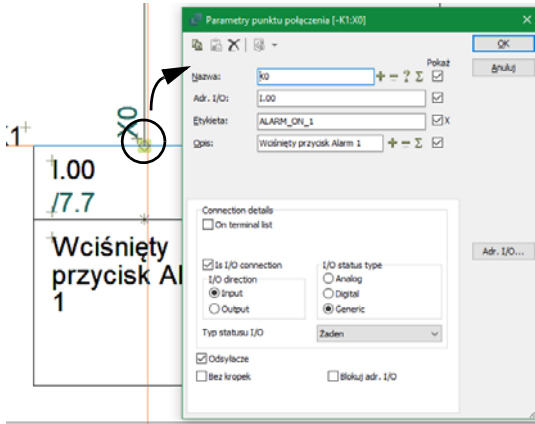 Parametry punktu połączenia [-K1:X0]
Pokaż
OK
Nazwa: X0
Anuluj
Adr. I/O: I.00
Etykieta: ALARM_ON_1 X
Opis: Wciśnięty przycisk Alarm 1
X0
K1
I.00
/7.7
Wciśnięty
przycisk Al
1
Connection details
On terminal list
Adr. I/O...
Is I/O connection
I/O status type
I/O direction
Analog
Input
Digital
Output
Generic
Typ statusu I/O
Żaden
Odsyłacze
Bez kropek
Blokuj adr. I/O